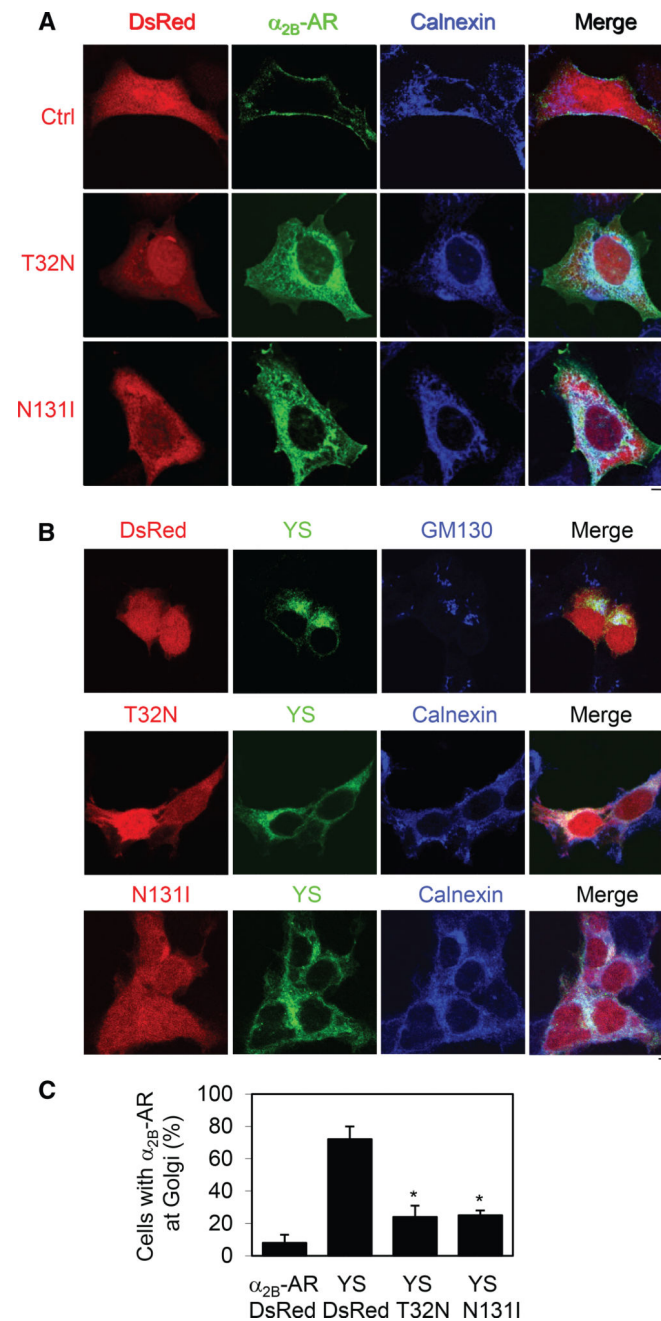 A
DsRed α2B-AR Calnexin Merge
Ctrl
T32N
N131I
B
DsRed YS GM130 Merge
T32N YS Calnexin Merge
N131I YS Calnexin Merge
C
Cells with α2B-AR
at Golgi (%)
100
80
60
40
20
0
* *
α2B-AR YS YS YS
DsRed DsRed T32N N131I